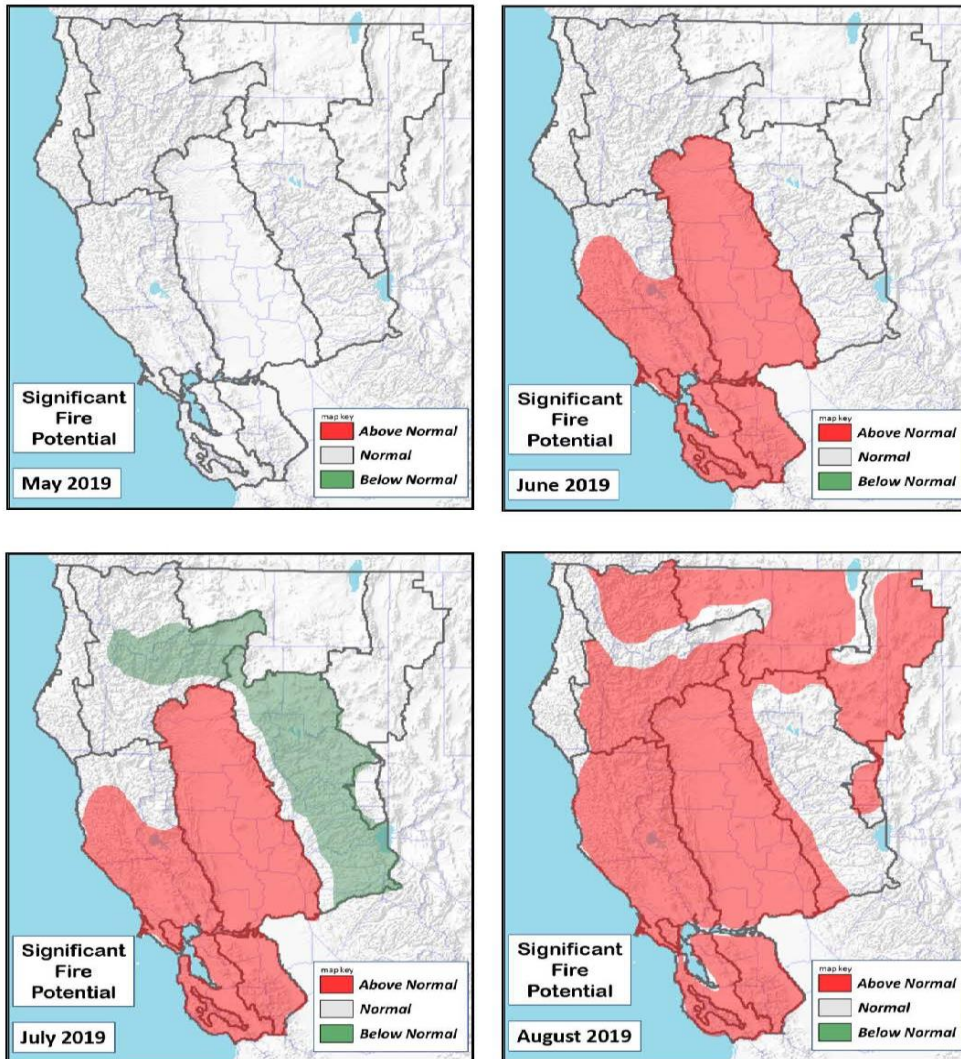 Significant
Fire
Potential
May 2019
map key
Above Normal
Normal
Below Normal
Significant
Fire
Potential
June 2019
map key
Above Normal
Normal
Below Normal
Significant
Fire
Potential
July 2019
map key
Above Normal
Normal
Below Normal
Significant
Fire
Potential
August 2019
map key
Above Normal
Normal
Below Normal